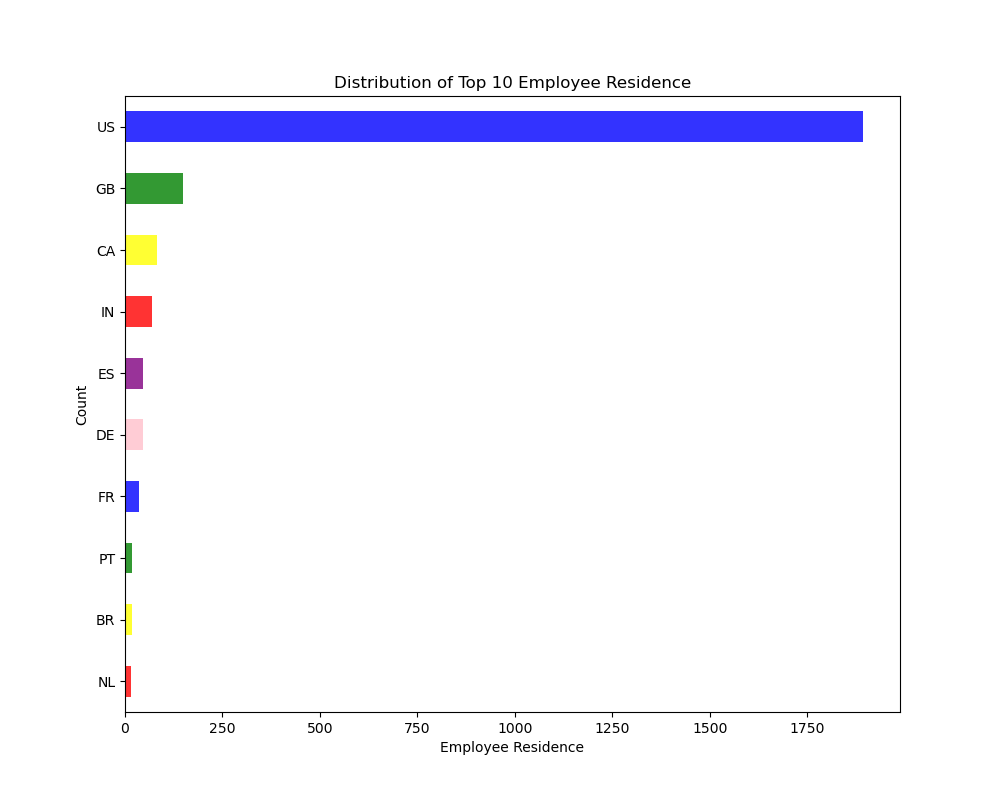 Distribution of Top 10 Employee Residence
US
GB
CA
IN
ES
DE
FR
PT
BR
NL
Count
0 250 500 750 1000 1250 1500 1750
Employee Residence